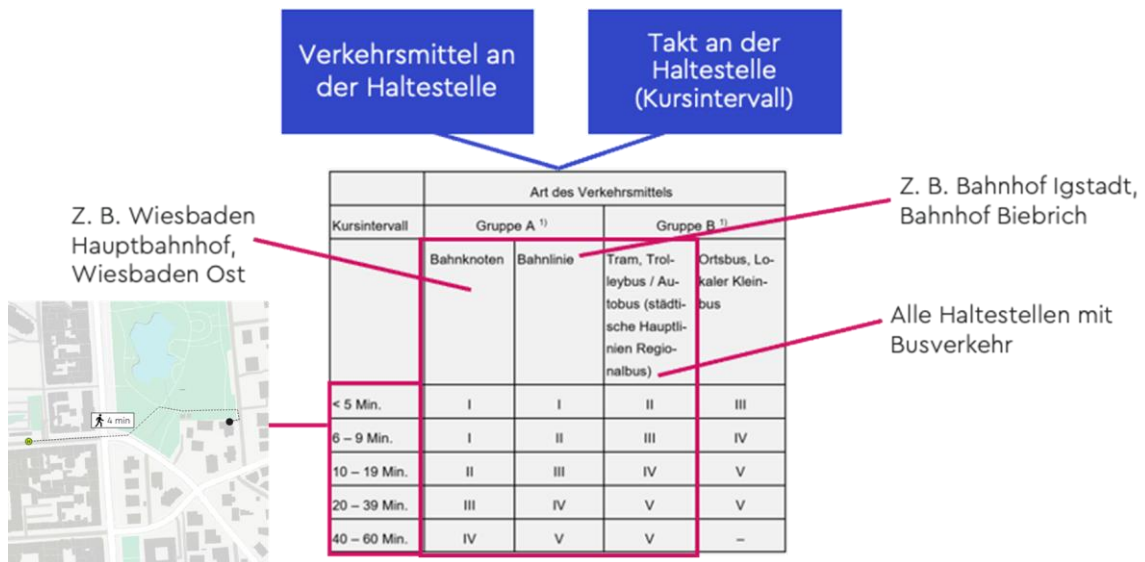 Verkehrsmittel an
der Haltestelle
Takt an der
Haltestelle
(Kursintervall)
Z. B. Wiesbaden
Hauptbahnhof,
Wiesbaden Ost
Z. B. Bahnhof Igstadt,
Bahnhof Biebrich
Alle Haltestellen mit
Busverkehr
4 min
Art des Verkehrsmittels
Kursintervall Gruppe A 1) Gruppe B 1)
Bahnknoten Bahnlinie Tram, Trol- Ortsbus, Lo-
leybus / Au- kaler Klein-
tobus (städti- bus
sche Hauptli-
nien Regio-
nalbus)
< 5 Min. I I II III
6 – 9 Min. I II III IV
10 – 19 Min. II III IV V
20 – 39 Min. III IV V V
40 – 60 Min. IV V V –